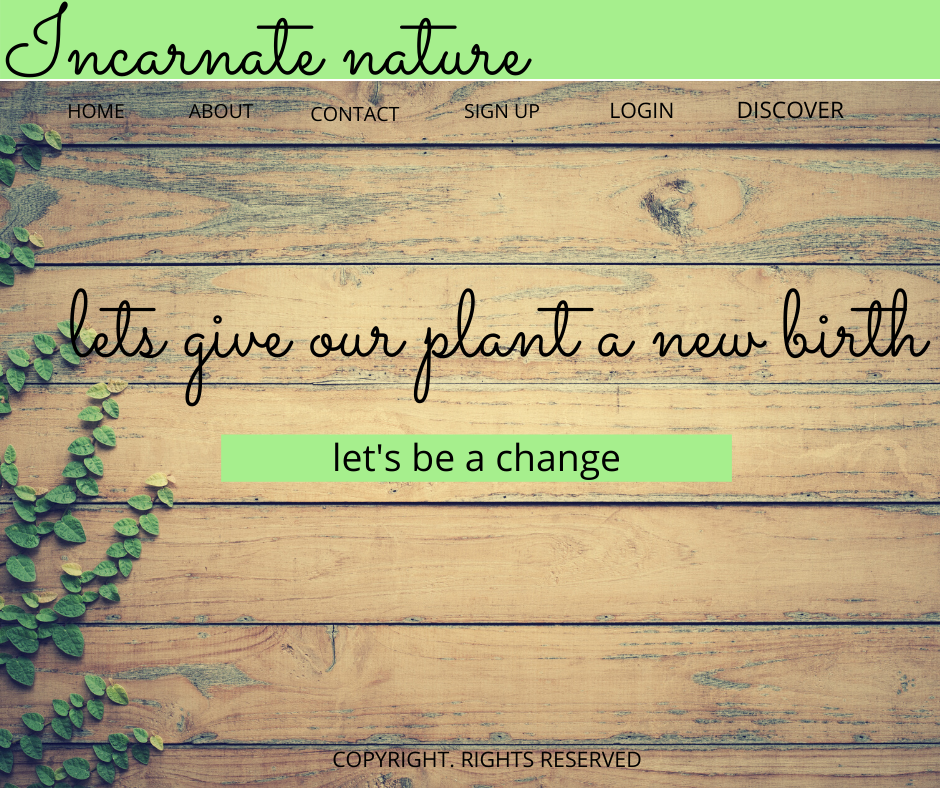 Incarnate nature
HOME ABOUT CONTACT SIGN UP LOGIN DISCOVER
lets give our plant a new birth
let's be a change
COPYRIGHT. RIGHTS RESERVED